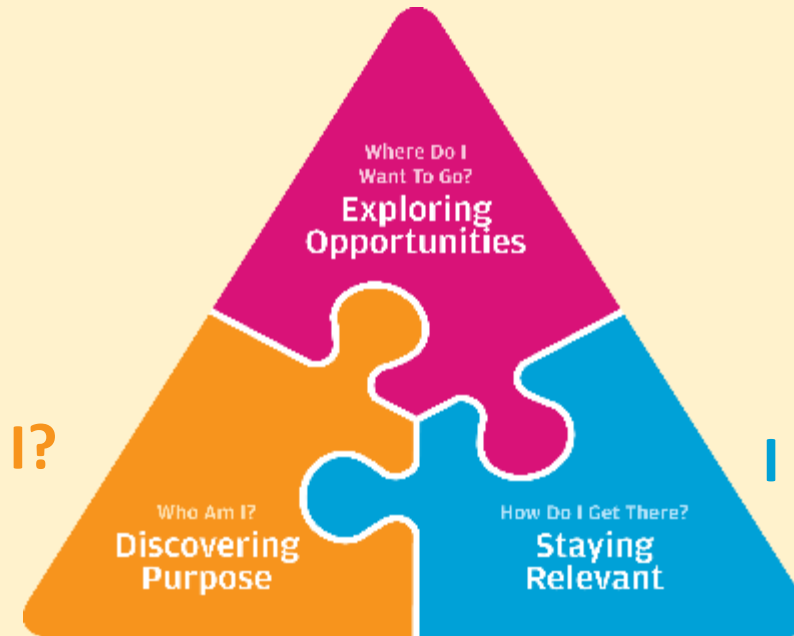 Where Do I
Want To Go?
Exploring
Opportunities
I?
Who Am I?
Discovering
Purpose
I
How Do I Get There?
Staying
Relevant